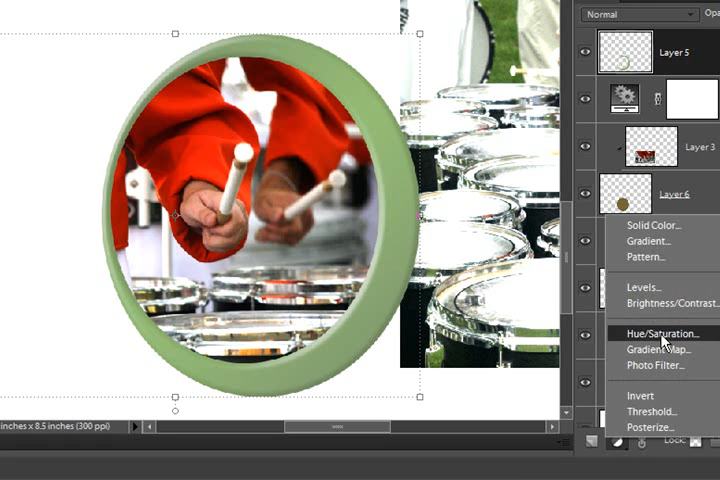 Normal
Opa
Layer 5
Layer 3
Layer 6
Solid Color...
Gradient...
Pattern...
Levels...
Brightness/Contrast...
Hue/Saturation...
Gradient Map...
Photo Filter...
Invert
Threshold...
Posterize...
inches x 8.5 inches (300 ppi)
Lock: